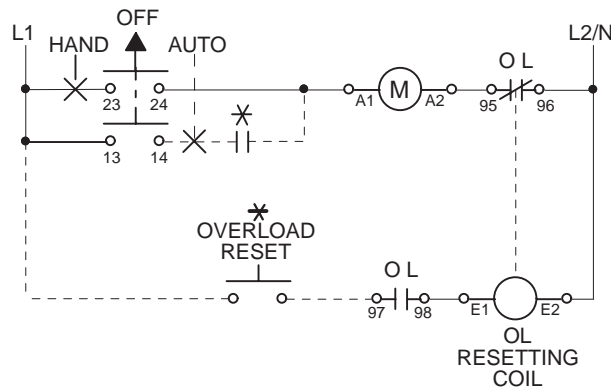 OFF
L1
HAND
AUTO
L2/N
O L
23
24
A1
M
A2
95
96
13
14
OVERLOAD
RESET
O L
97
98
E1
E2
OL
RESETTING
COIL